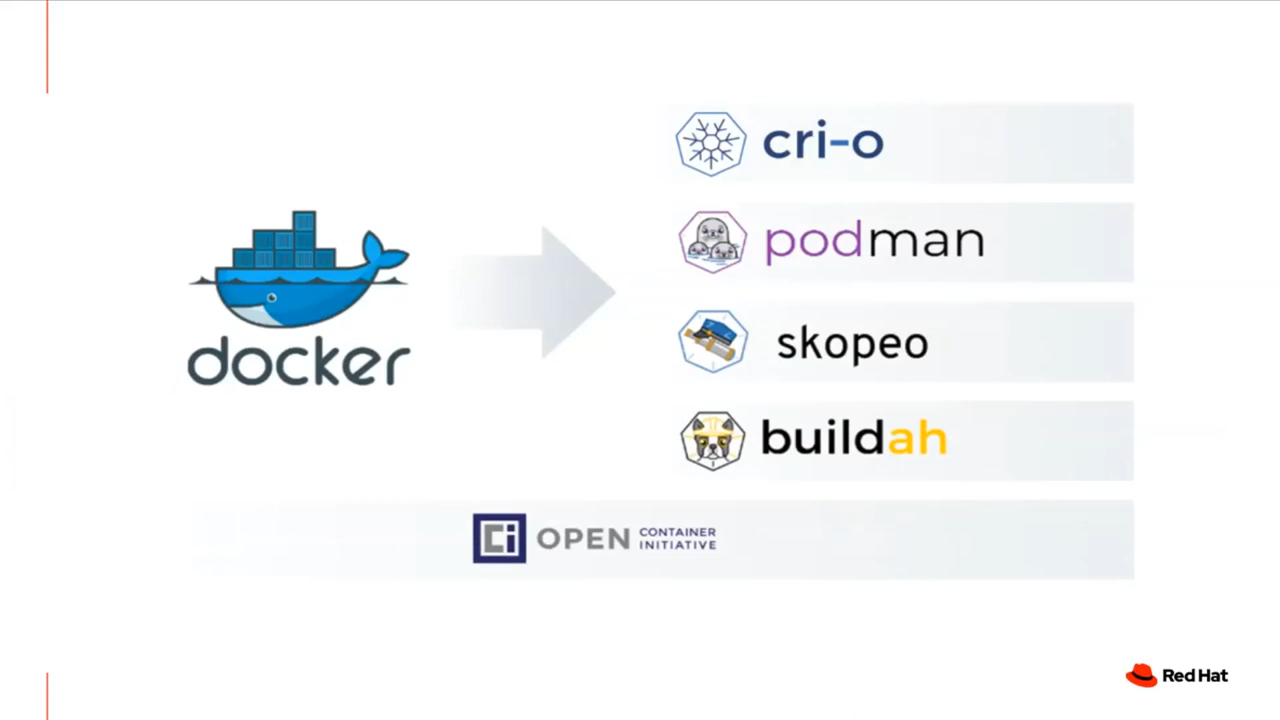 docker
cri-o
podman
skopeo
buildah
OPEN CONTAINER INITIATIVE
Red Hat